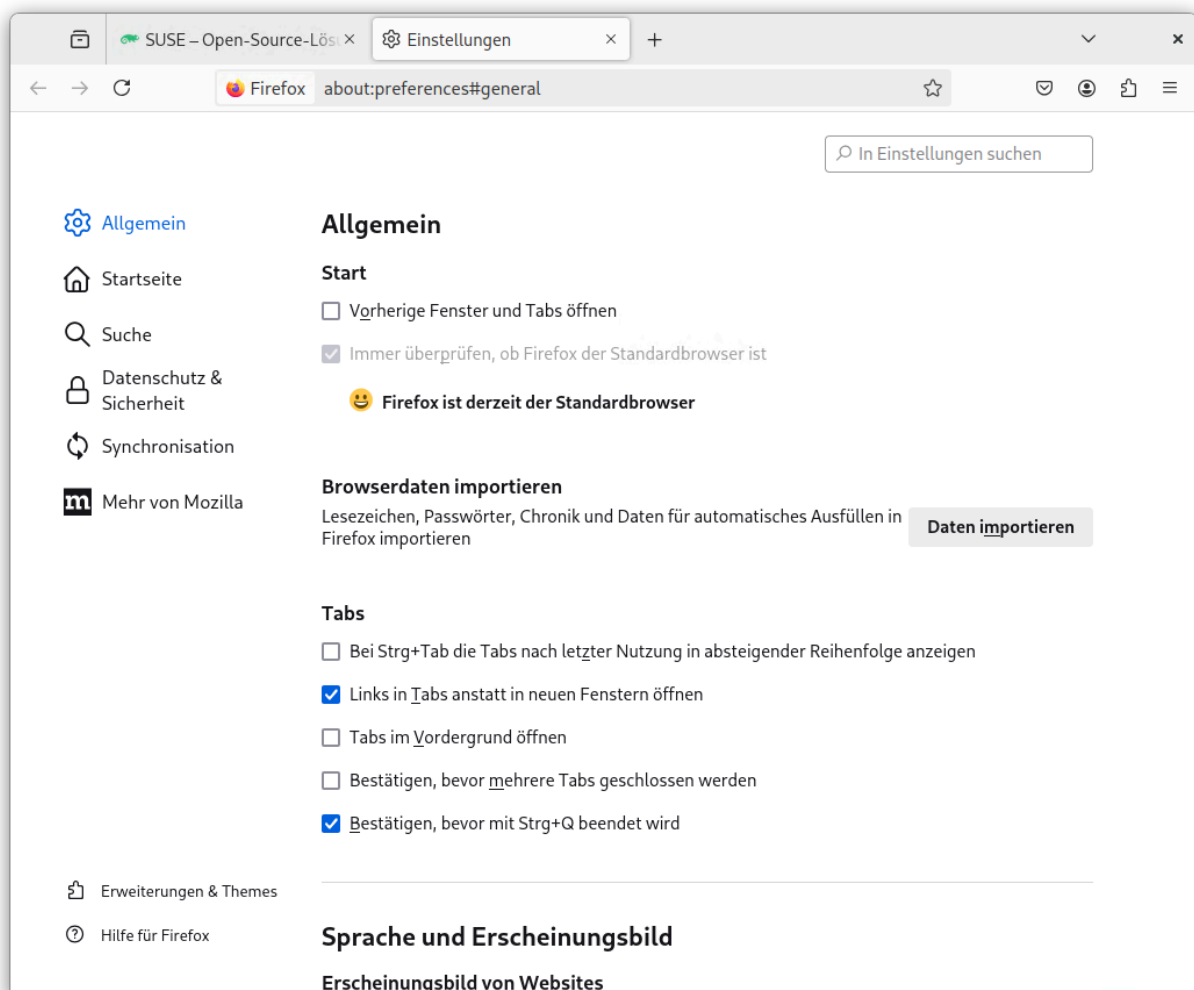 SUSE – Open-Source-Lös
Einstellungen
Firefox about:preferences#general
In Einstellungen suchen
Allgemein
Startseite
Suche
Datenschutz &
Sicherheit
Synchronisation
Mehr von Mozilla
Erweiterungen & Themes
Hilfe für Firefox
Allgemein
Start
Vorherige Fenster und Tabs öffnen
Immer überprüfen, ob Firefox der Standardbrowser ist
Firefox ist derzeit der Standardbrowser
Browserdaten importieren
Lesezeichen, Passwörter, Chronik und Daten für automatisches Ausfüllen in
Firefox importieren
Daten importieren
Tabs
Bei Strg+Tab die Tabs nach letzter Nutzung in absteigender Reihenfolge anzeigen
Links in Tabs anstatt in neuen Fenstern öffnen
Tabs im Vordergrund öffnen
Bestätigen, bevor mehrere Tabs geschlossen werden
Bestätigen, bevor mit Strg+Q beendet wird
Sprache und Erscheinungsbild
Erscheinungsbild von Websites